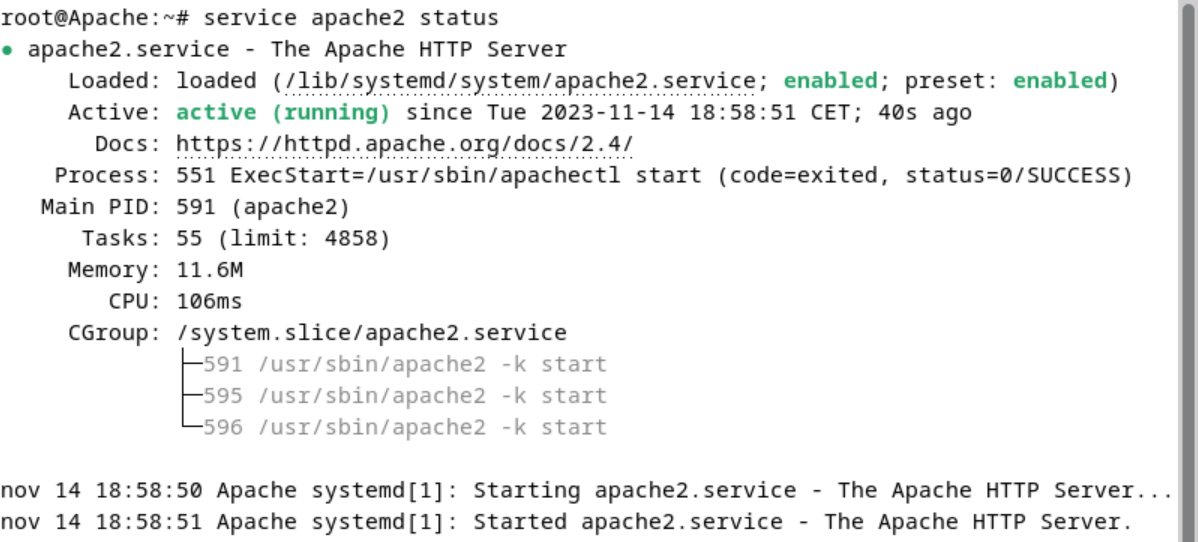 root@Apache:~# service apache2 status
● apache2.service - The Apache HTTP Server
     Loaded: loaded (/lib/systemd/system/apache2.service; enabled; preset: enabled)
     Active: active (running) since Tue 2023-11-14 18:58:51 CET; 40s ago
       Docs: https://httpd.apache.org/docs/2.4/
    Process: 551 ExecStart=/usr/sbin/apachectl start (code=exited, status=0/SUCCESS)
   Main PID: 591 (apache2)
      Tasks: 55 (limit: 4858)
     Memory: 11.6M
        CPU: 106ms
     CGroup: /system.slice/apache2.service
             ├─591 /usr/sbin/apache2 -k start
             ├─595 /usr/sbin/apache2 -k start
             └─596 /usr/sbin/apache2 -k start

nov 14 18:58:50 Apache systemd[1]: Starting apache2.service - The Apache HTTP Server...
nov 14 18:58:51 Apache systemd[1]: Started apache2.service - The Apache HTTP Server.